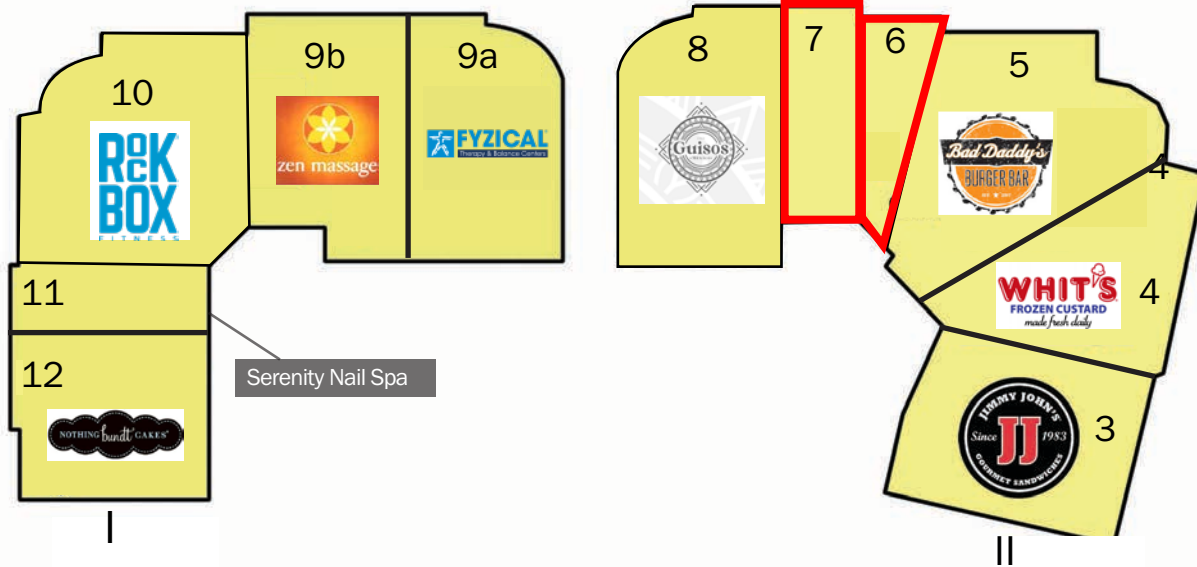 10
ROCK
BOX
FITNESS
9b
zen massage
9a
FYZICAL
Therapy & Balance Centers
11
Serenity Nail Spa
12
NOTHING bundt CAKES
I
8
Guisos
7
6
5
Bad Daddy's
BURGER BAR
4
WHIT'S
FROZEN CUSTARD
made fresh daily
4
3
JIMMY JOHN'S
Since JJ 1983
GOURMET SANDWICHES
II